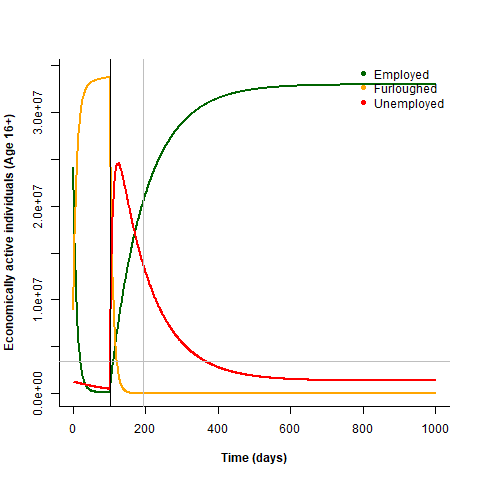 Economically active individuals (Age 16+)
3.0e+07
2.0e+07
1.0e+07
0.0e+00
Employed
Furloughed
Unemployed
0 200 400 600 800 1000
Time (days)